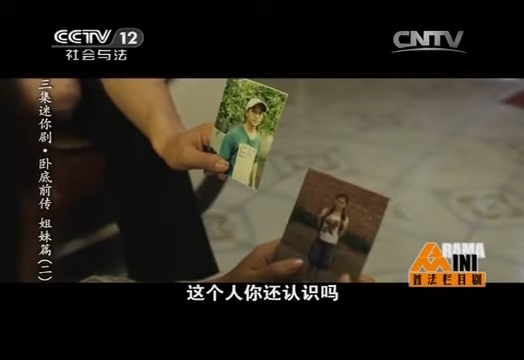 CCTV 12
社会与法
CNTV
三集迷你剧·卧底前传 姐妹篇(二)
DRAMA
MINI
普法栏目剧
这个人你还认识吗